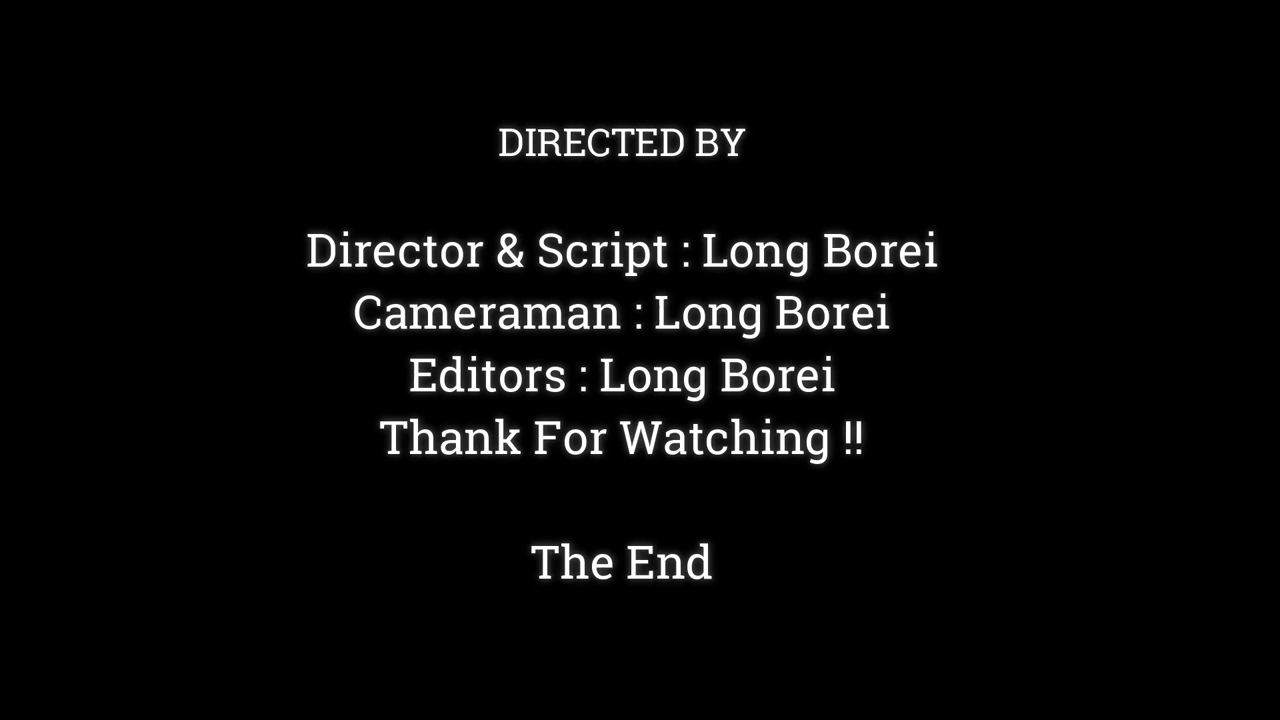 DIRECTED BY
Director & Script : Long Borei
Cameraman : Long Borei
Editors : Long Borei
Thank For Watching !!
The End